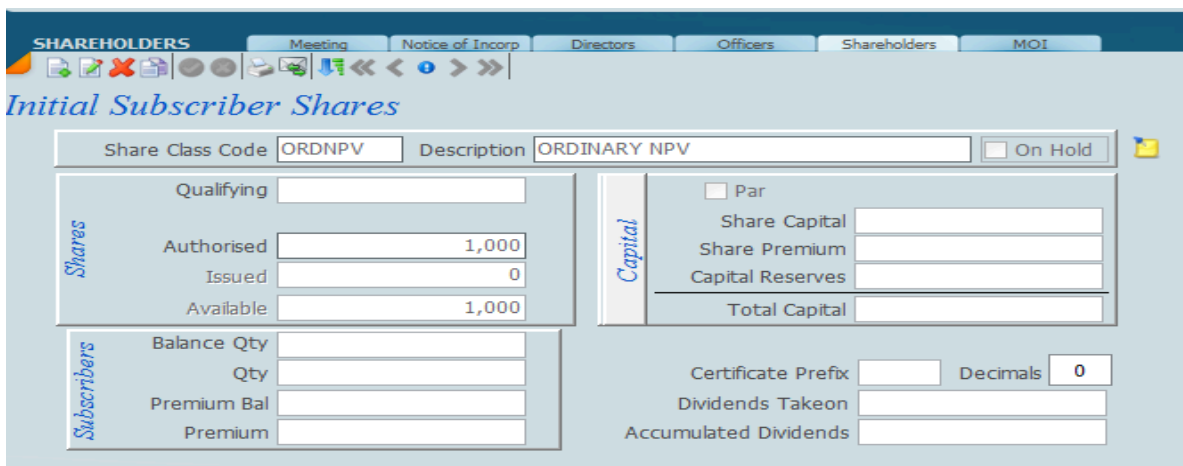 SHAREHOLDERS Meeting Notice of Incorp Directors Officers Shareholders MOI
Initial Subscriber Shares
Share Class Code ORDNPV Description ORDINARY NPV On Hold
Shares
Qualifying
Authorised 1,000
Issued 0
Available 1,000
Capital
Par
Share Capital
Share Premium
Capital Reserves
Total Capital
Subscribers
Balance Qty
Qty
Premium Bal
Premium
Certificate Prefix Decimals 0
Dividends Takeon
Accumulated Dividends